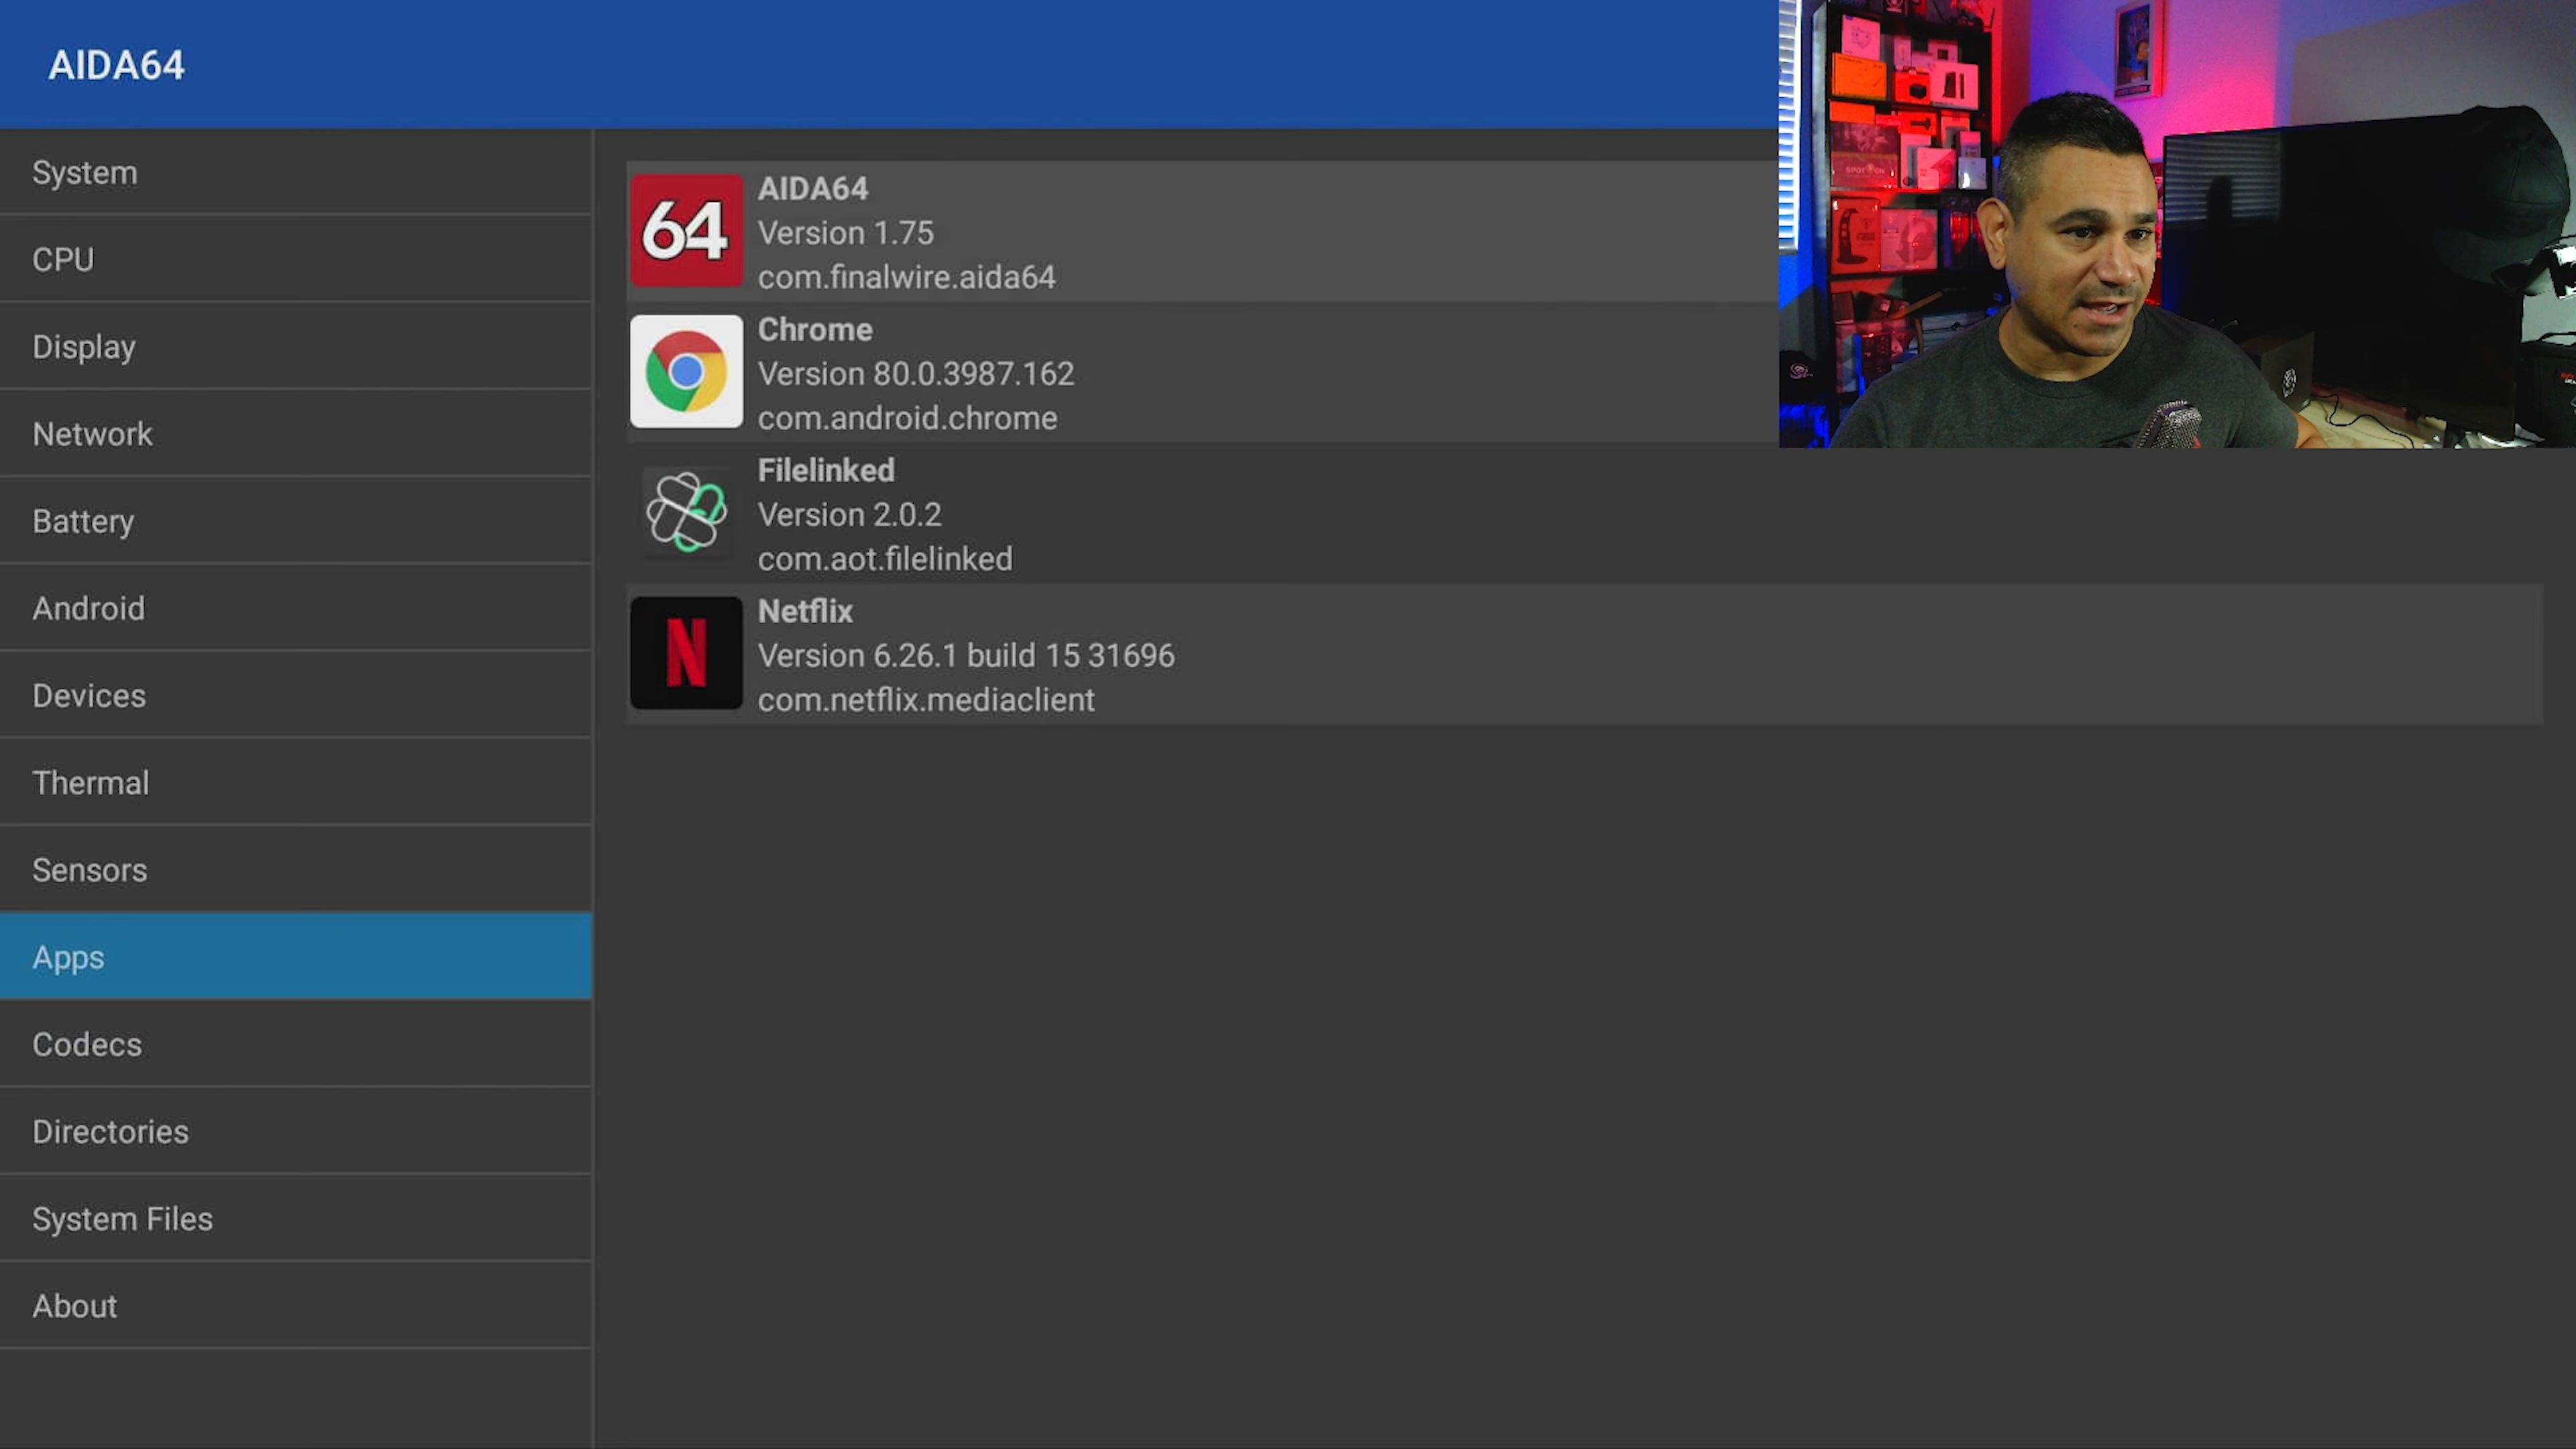 AIDA64
System
CPU
Display
Network
Battery
Android
Devices
Thermal
Sensors
Apps
Codecs
Directories
System Files
About
64
AIDA64
Version 1.75
com.finalwire.aida64
Chrome
Version 80.0.3987.162
com.android.chrome
Filelinked
Version 2.0.2
com.aot.filelinked
N
Netflix
Version 6.26.1 build 15 31696
com.netflix.mediaclient